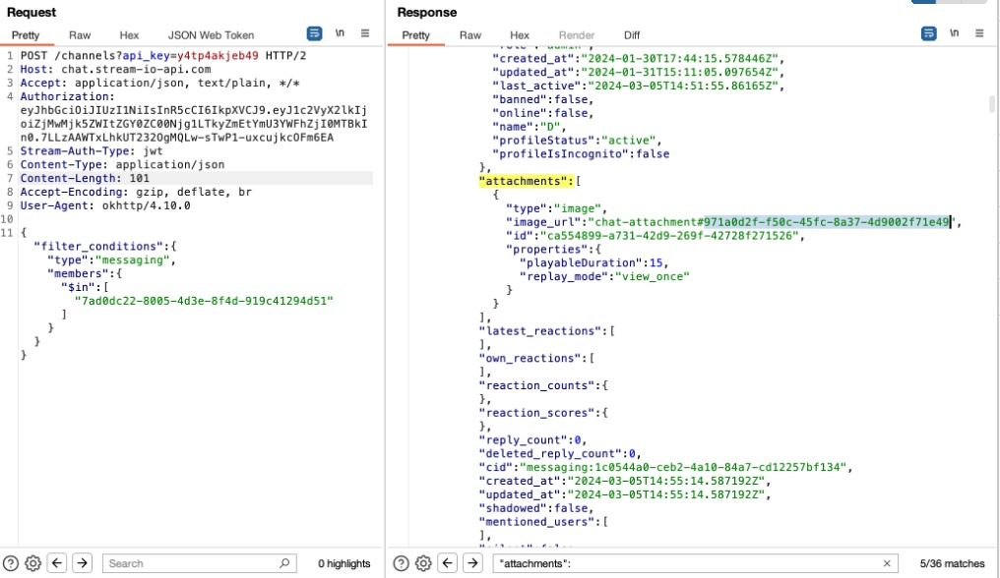 Request
Pretty Raw Hex JSON Web Token \n
1 POST /channels?api_key=y4tp4akjeb49 HTTP/2
2 Host: chat.stream-io-api.com
3 Accept: application/json, text/plain, */*
4 Authorization:
eyJhbGciOiJIUzI1NiIsInR5cCI6IkpXVCJ9.eyJ1c2VyX2lkIj
oiZjMwMjk5ZWItZGY0ZC00Njg1LTkyZmEtYmU3YWFhZjI0MTBkI
n0.7LLzAAWTxLhkUT232OgMQLw-sTwP1-uxcujkcOFm6EA
5 Stream-Auth-Type: jwt
6 Content-Type: application/json
7 Content-Length: 101
8 Accept-Encoding: gzip, deflate, br
9 User-Agent: okhttp/4.10.0
10
11 {
"filter_conditions":{
"type":"messaging",
"members":{
"$in":[
"7ad0dc22-8005-4d3e-8f4d-919c41294d51"
]
}
}
}
Search 0 highlights
Response
Pretty Raw Hex Render Diff \n
"role":"admin",
"created_at":"2024-01-30T17:44:15.578446Z",
"updated_at":"2024-01-31T15:11:05.097654Z",
"last_active":"2024-03-05T14:51:55.86165Z",
"banned":false,
"online":false,
"name":"D",
"profileStatus":"active",
"profileIsIncognito":false
},
"attachments":[
{
"type":"image",
"image_url":"chat-attachment#971a0d2f-f50c-45fc-8a37-4d9002f71e49",
"id":"ca554899-a731-42d9-269f-42728f271526",
"properties":{
"playableDuration":15,
"replay_mode":"view_once"
}
}
],
"latest_reactions":[
],
"own_reactions":[
],
"reaction_counts":{
},
"reaction_scores":{
},
"reply_count":0,
"deleted_reply_count":0,
"cid":"messaging:1c0544a0-ceb2-4a10-84a7-cd12257bf134",
"created_at":"2024-03-05T14:55:14.587192Z",
"updated_at":"2024-03-05T14:55:14.587192Z",
"shadowed":false,
"mentioned_users":[
],
"attachments": 5/36 matches